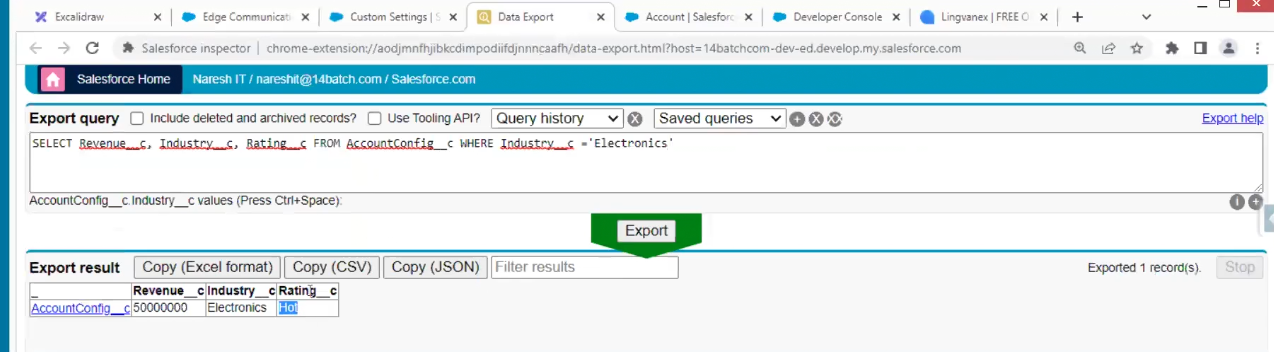 Excalidraw
Edge Communicati
Custom Settings | S
Data Export
Account | Salesforc
Developer Console
Lingvanex | FREE O
Salesforce inspector | chrome-extension://aodjmnfhjibkcdimpodiifdjnnncaafh/data-export.html?host=14batchcom-dev-ed.develop.my.salesforce.com
Salesforce Home Naresh IT / nareshit@14batch.com / Salesforce.com
Export query Include deleted and archived records? Use Tooling API? Query history Saved queries Export help
SELECT Revenue__c, Industry__c, Rating__c FROM AccountConfig__c WHERE Industry__c ='Electronics'
AccountConfig__c.Industry__c values (Press Ctrl+Space):
Export
Export result Copy (Excel format) Copy (CSV) Copy (JSON) Filter results Exported 1 record(s). Stop
_ Revenue__c Industry__c Rating__c
AccountConfig__c 50000000 Electronics Hot